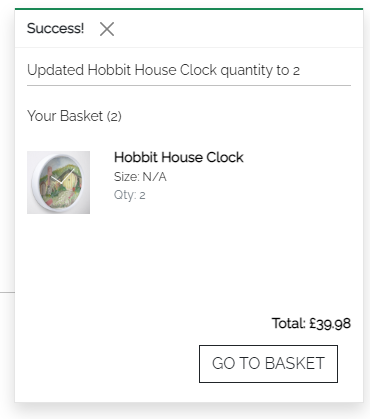 Success!
Updated Hobbit House Clock quantity to 2
Your Basket (2)
Hobbit House Clock
Size: N/A
Qty: 2
Total: £39.98
GO TO BASKET